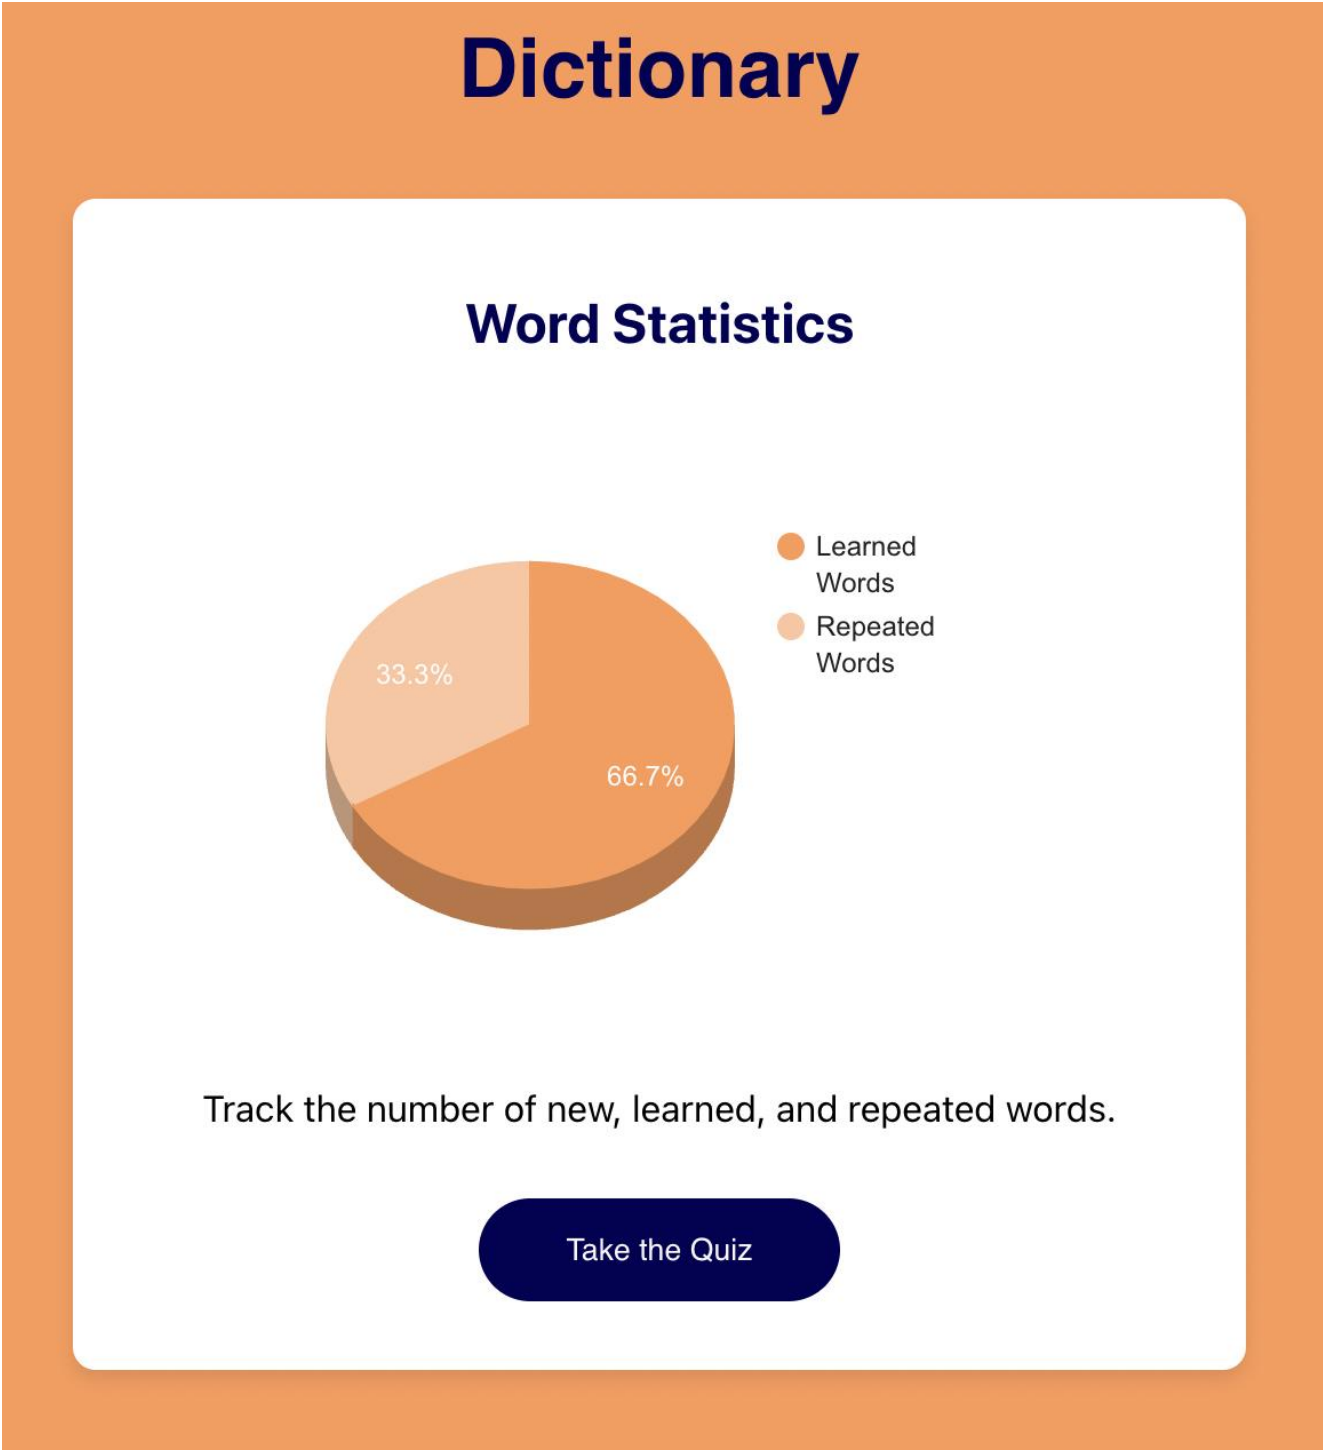 Dictionary
Word Statistics
Learned
Words
Repeated
Words
33.3%
66.7%
Track the number of new, learned, and repeated words.
Take the Quiz